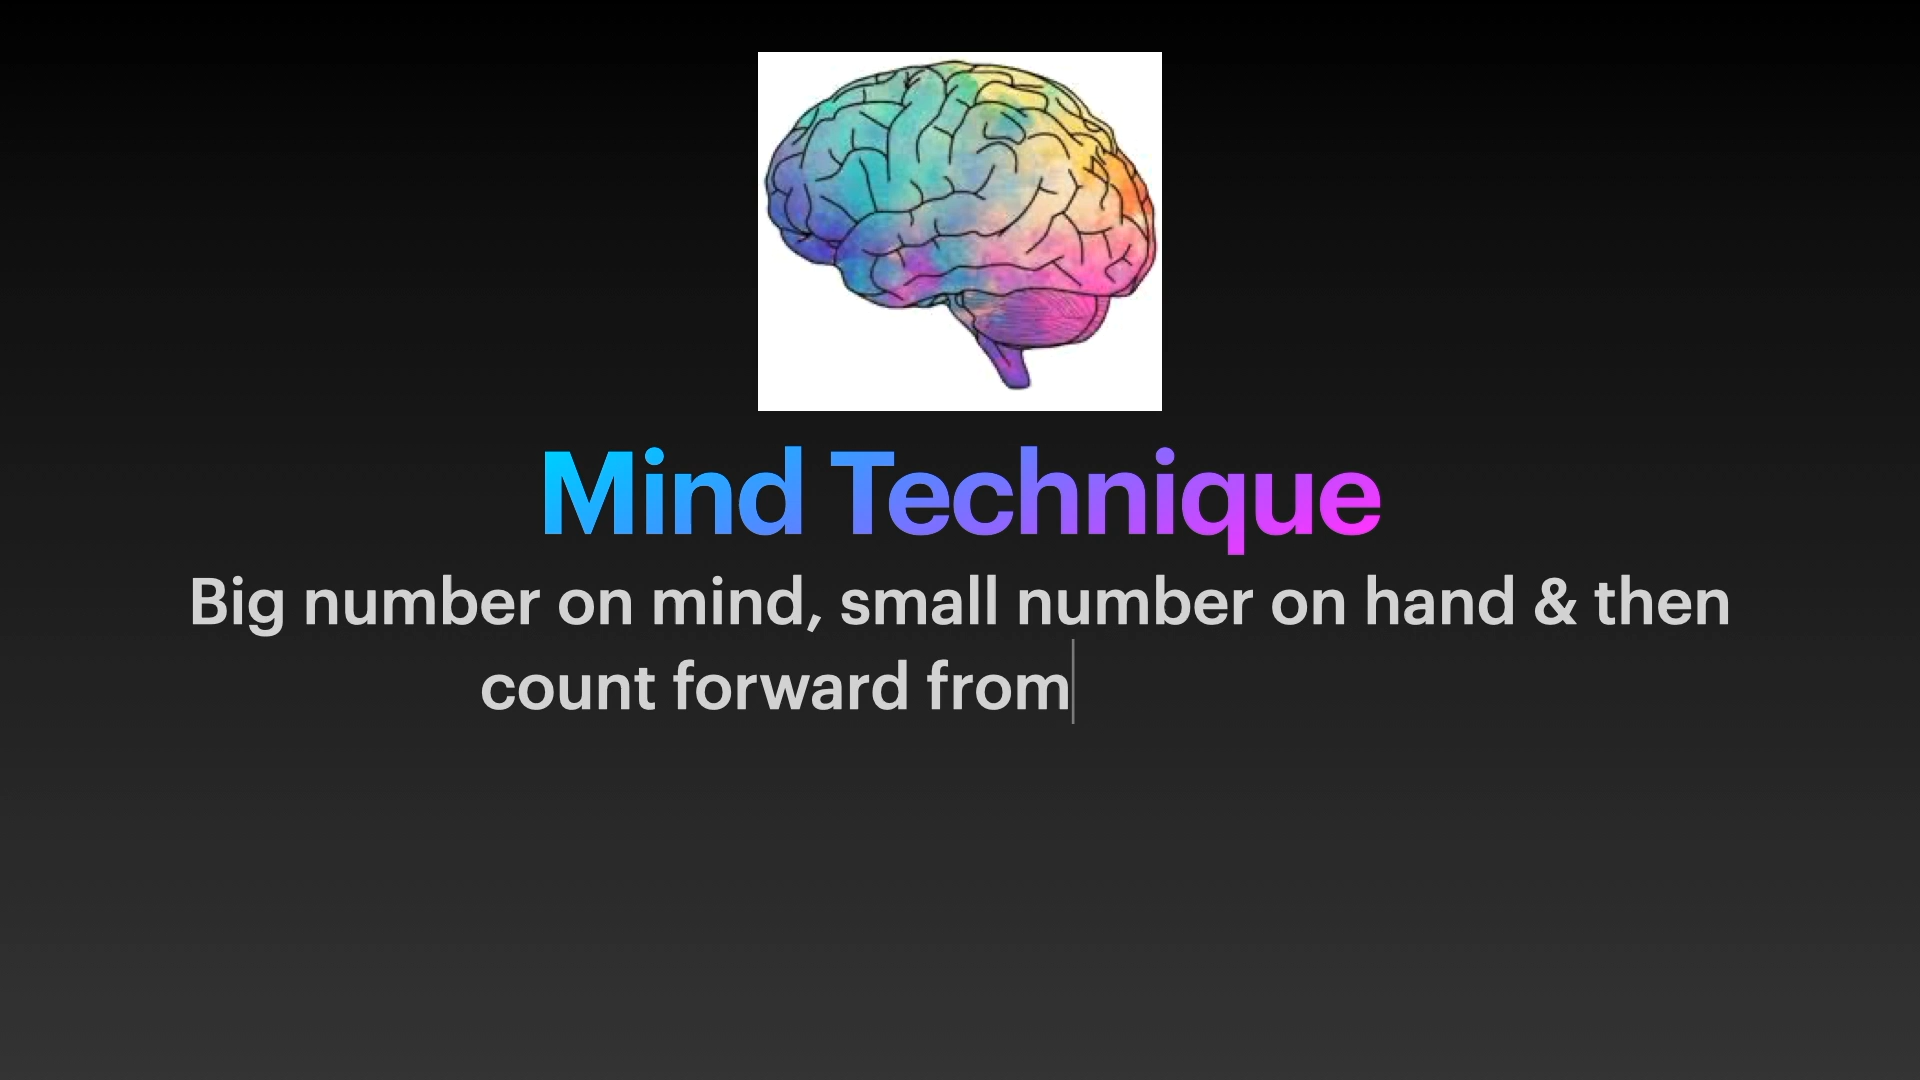 Mind Technique
Big number on mind, small number on hand & then
count forward from